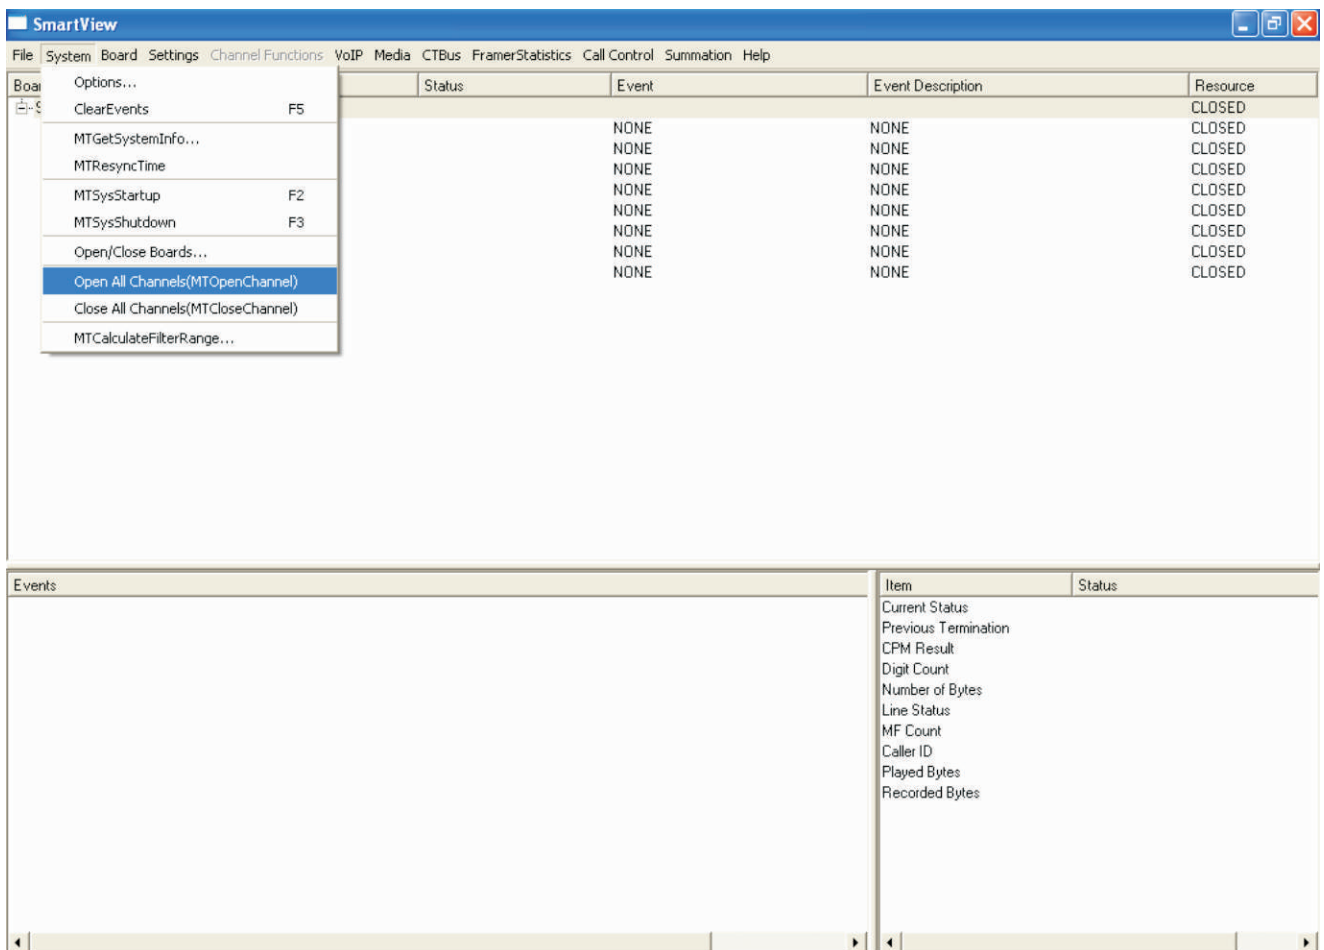 SmartView
File System Board Settings Channel Functions VoIP Media CTBus FramerStatistics Call Control Summation Help
Status Event Event Description Resource
Options...
CLOSED
ClearEvents F5
NONE NONE CLOSED
MTGetSystemInfo...
NONE NONE CLOSED
MTResyncTime
NONE NONE CLOSED
MTSysStartup F2
NONE NONE CLOSED
MTSysShutdown F3
NONE NONE CLOSED
NONE NONE CLOSED
Open/Close Boards...
NONE NONE CLOSED
NONE NONE CLOSED
Open All Channels(MTOpenChannel)
Close All Channels(MTCloseChannel)
MTCalculateFilterRange...
Events
Item Status
Current Status
Previous Termination
CPM Result
Digit Count
Number of Bytes
Line Status
MF Count
Caller ID
Played Bytes
Recorded Bytes